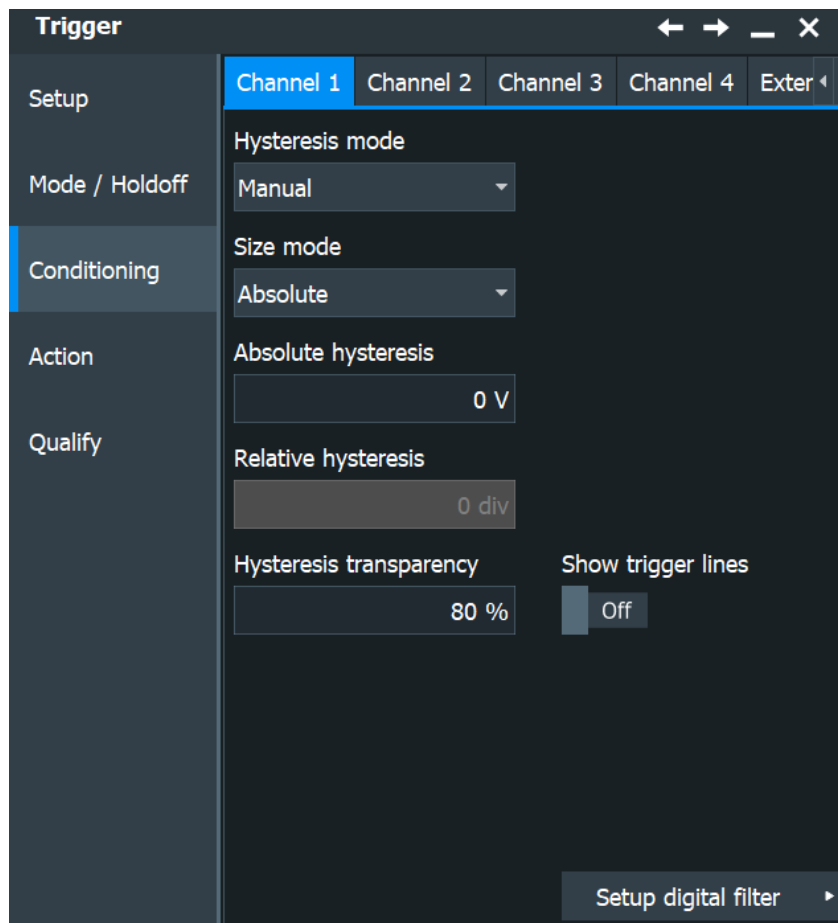 Trigger
Setup
Mode / Holdoff
Conditioning
Action
Qualify
Channel 1 Channel 2 Channel 3 Channel 4 Exter
Hysteresis mode
Manual
Size mode
Absolute
Absolute hysteresis
0 V
Relative hysteresis
0 div
Hysteresis transparency Show trigger lines
80 % Off
Setup digital filter